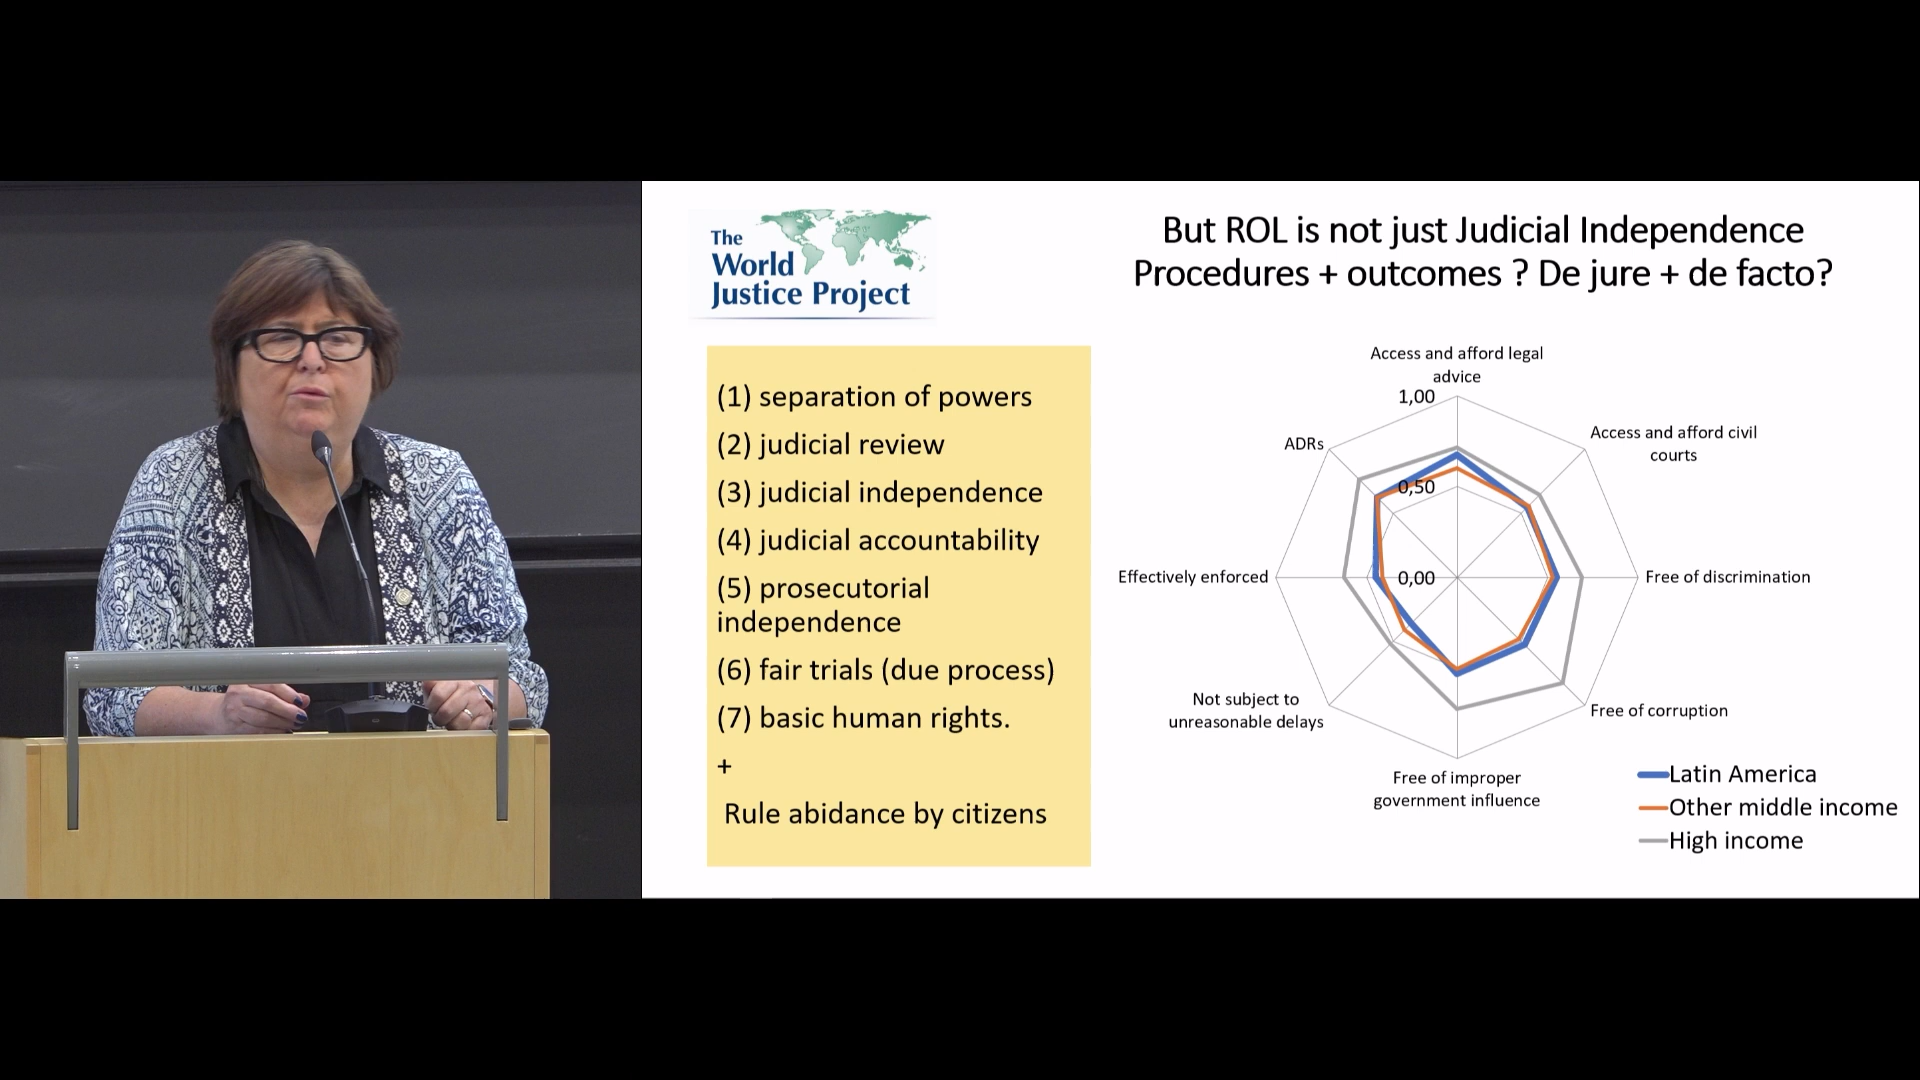 The
World
Justice Project
But ROL is not just Judicial Independence
Procedures + outcomes ? De jure + de facto?
(1) separation of powers
(2) judicial review
(3) judicial independence
(4) judicial accountability
(5) prosecutorial
independence
(6) fair trials (due process)
(7) basic human rights.
+
Rule abidance by citizens
Access and afford legal
advice
1,00
Access and afford civil
courts
ADRs
0,50
Effectively enforced
0,00
Free of discrimination
Not subject to
unreasonable delays
Free of corruption
Free of improper
government influence
Latin America
Other middle income
High income